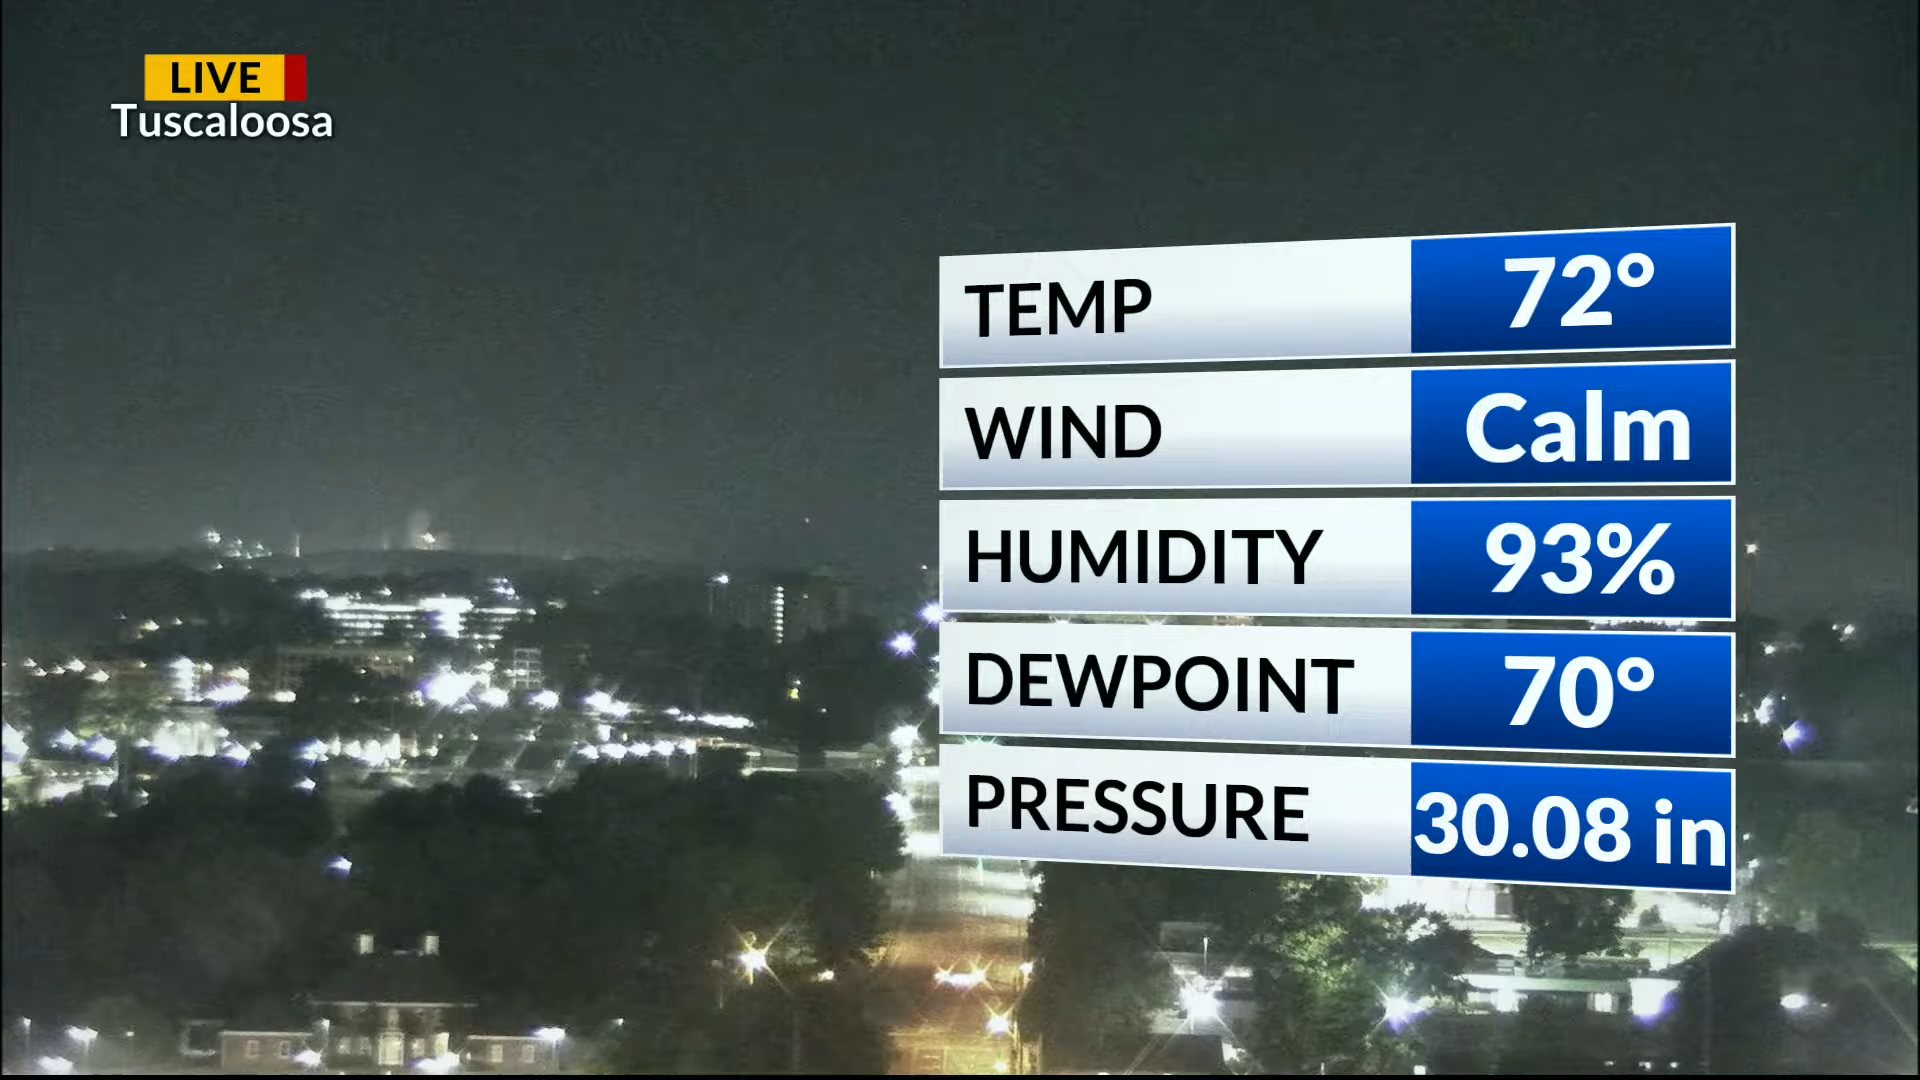 LIVE
Tuscaloosa
TEMP 72°
WIND Calm
HUMIDITY 93%
DEWPOINT 70°
PRESSURE 30.08 in